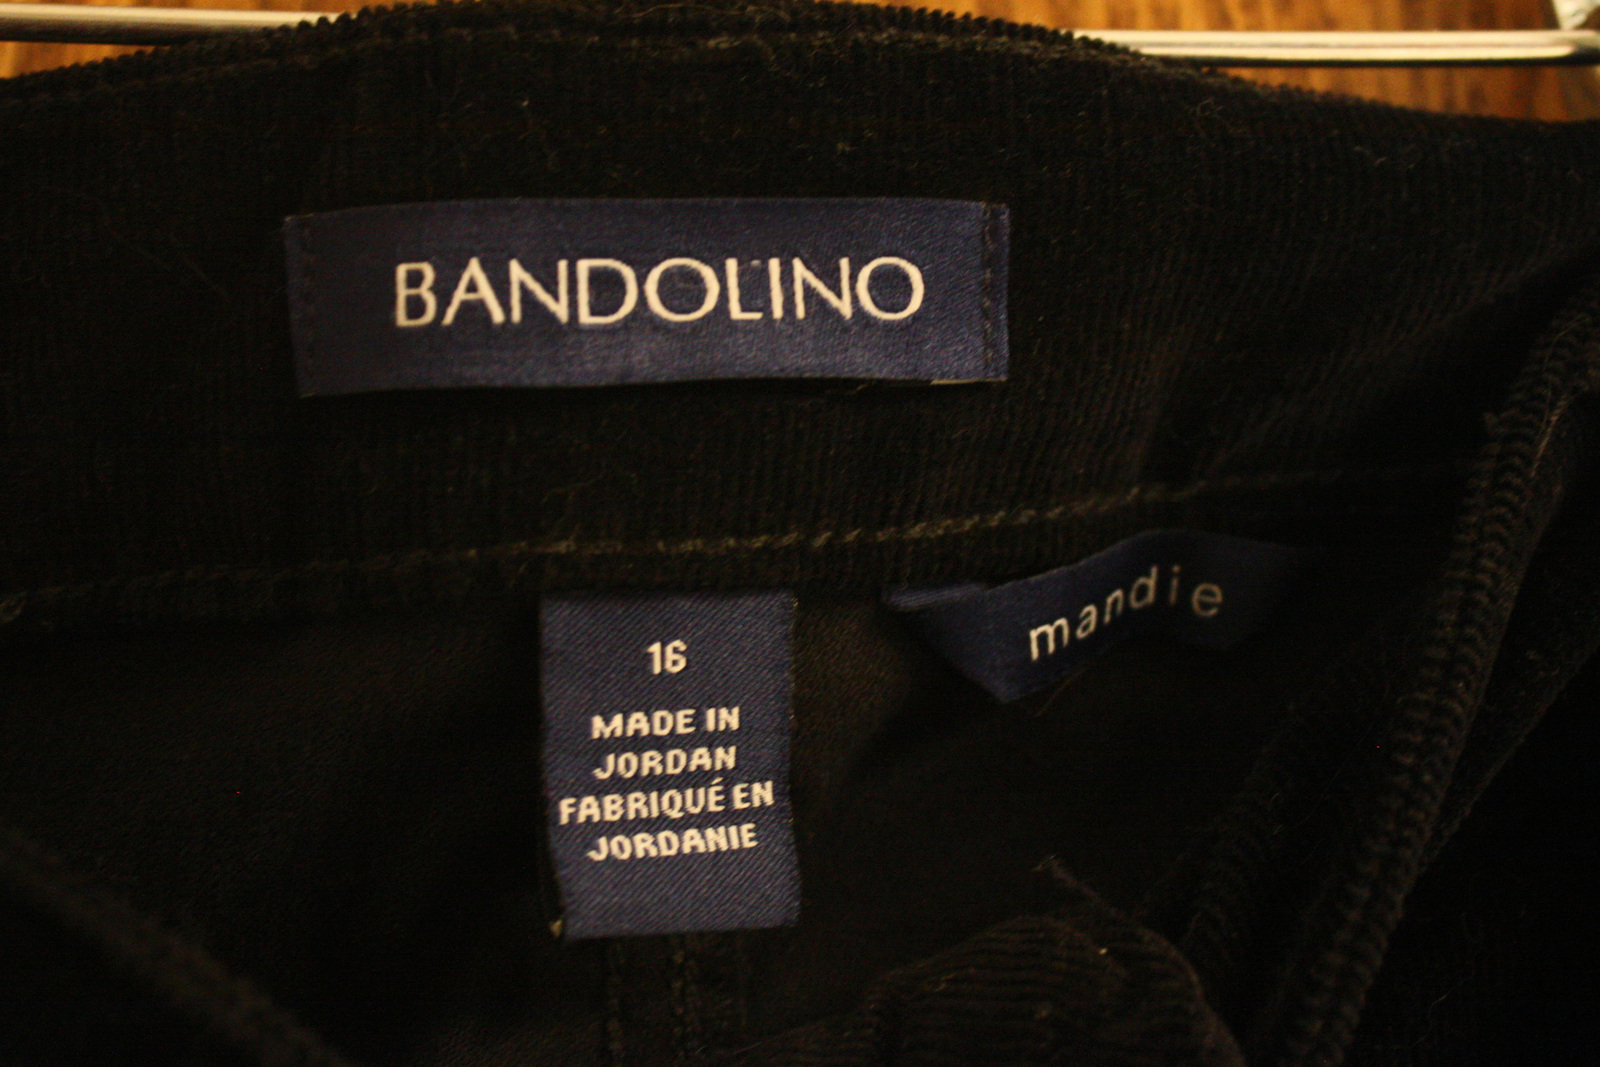 BANDOLINO
mandie
16
MADE IN
JORDAN
FABRIQUÉ EN
JORDANIE